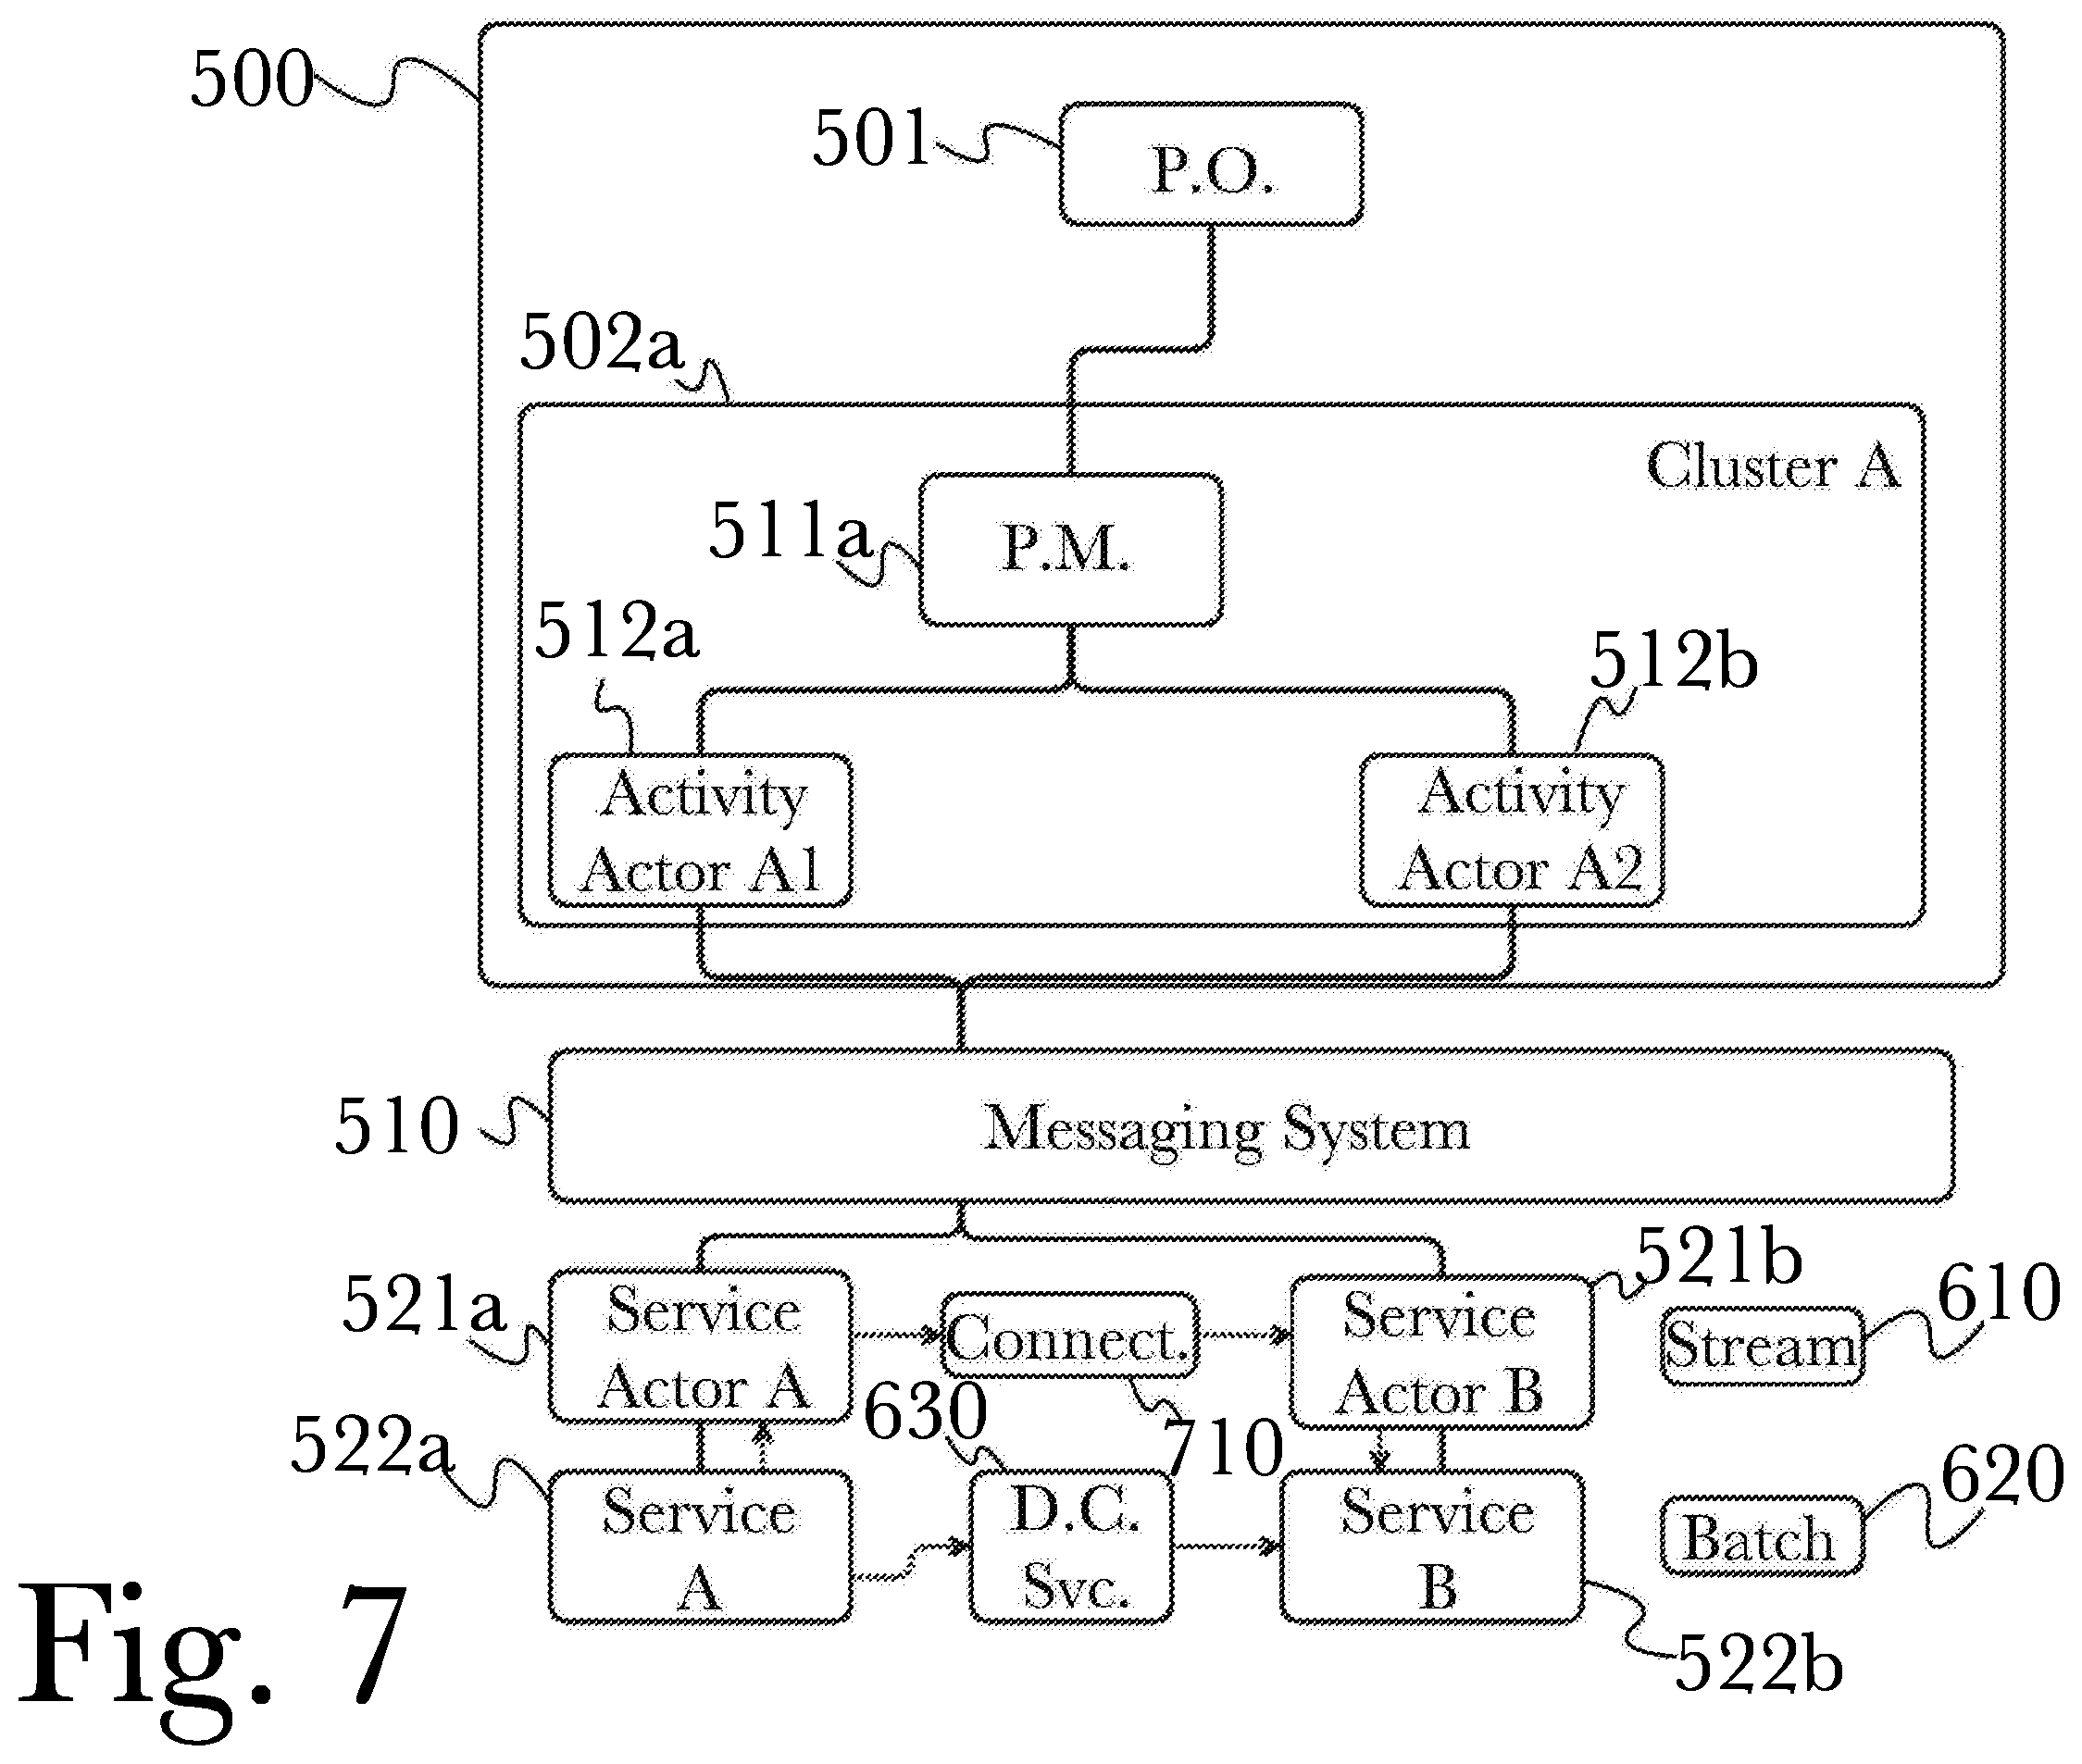 500
501
P.O.
502a
Cluster A
511a
P.M.
512a
512b
Activity
Actor A1
Activity
Actor A2
510
Messaging System
521a
Service
Actor A
Connect.
Service
Actor B
521b
610
Stream
630
710
522a
Service
A
D.C.
Svc.
Service
B
620
Batch
522b
Fig. 7